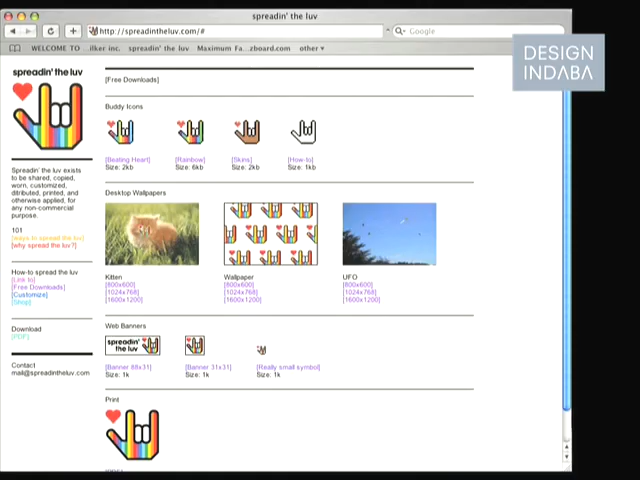 spreadin' the luv
http://spreadintheluv.com/#
Google
WELCOME TO ...ilker inc.
spreadin' the luv
Maximum Fa...zboard.com
other
DESIGN
INDABA
spreadin' the luv
Spreadin' the luv exists
to be shared, copied,
worn, customized,
ditributed, printed, and
otherwise applied, for
any non-commercial
purpose.
101
[ways to spread the luv]
[why spread the luv?]
How-to spread the luv
[Link to]
[Free Downloads]
[Customize]
[Shop]
Download
[PDF]
Contact
mail@spreadintheluv.com
[Free Downloads]
Buddy Icons
[Beating Heart]
Size: 2kb
[Rainbow]
Size: 6kb
[Skins]
Size: 2kb
[How-to]
Size: 1kb
Desktop Wallpapers
Kitten
[800x600]
[1024x768]
[1600x1200]
Wallpaper
[800x600]
[1024x768]
[1600x1200]
UFO
[800x600]
[1024x768]
[1600x1200]
Web Banners
spreadin'
the luv
[Banner 88x31]
Size: 1k
[Banner 31x31]
Size: 1k
[Really small symbol]
Size: 1k
Print